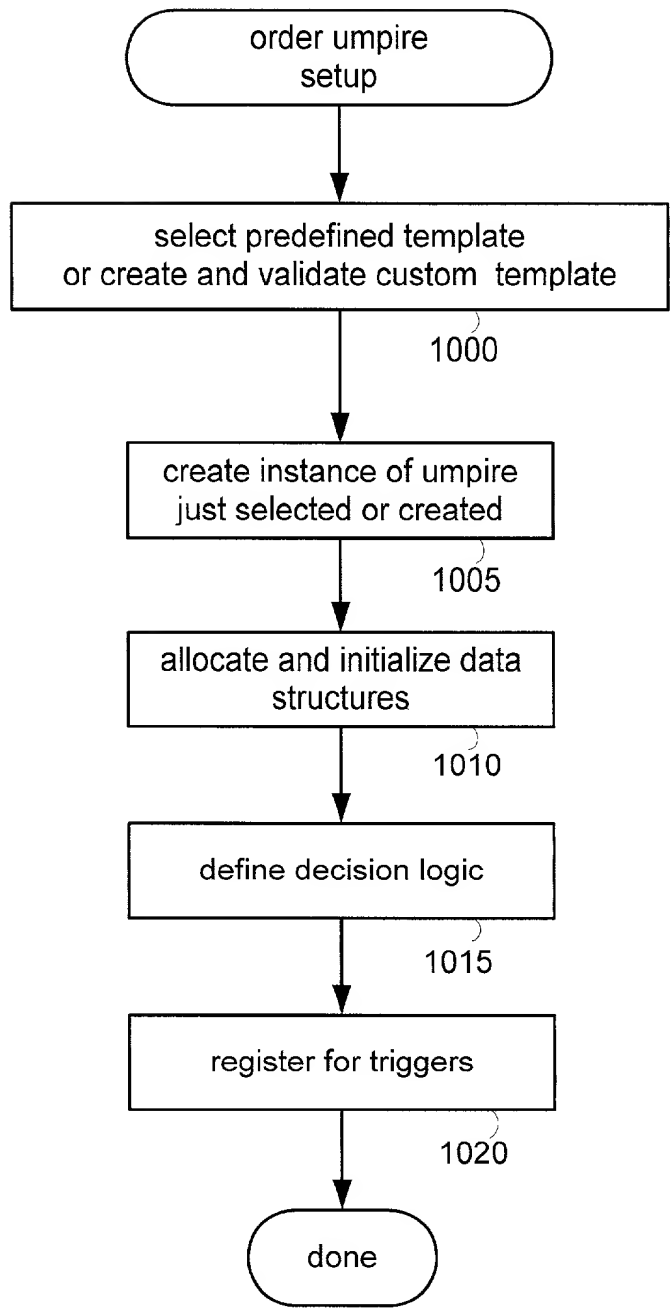 order umpire
setup
select predefined template
or create and validate custom template
1000
create instance of umpire
just selected or created
1005
allocate and initialize data
structures
1010
define decision logic
1015
register for triggers
1020
done